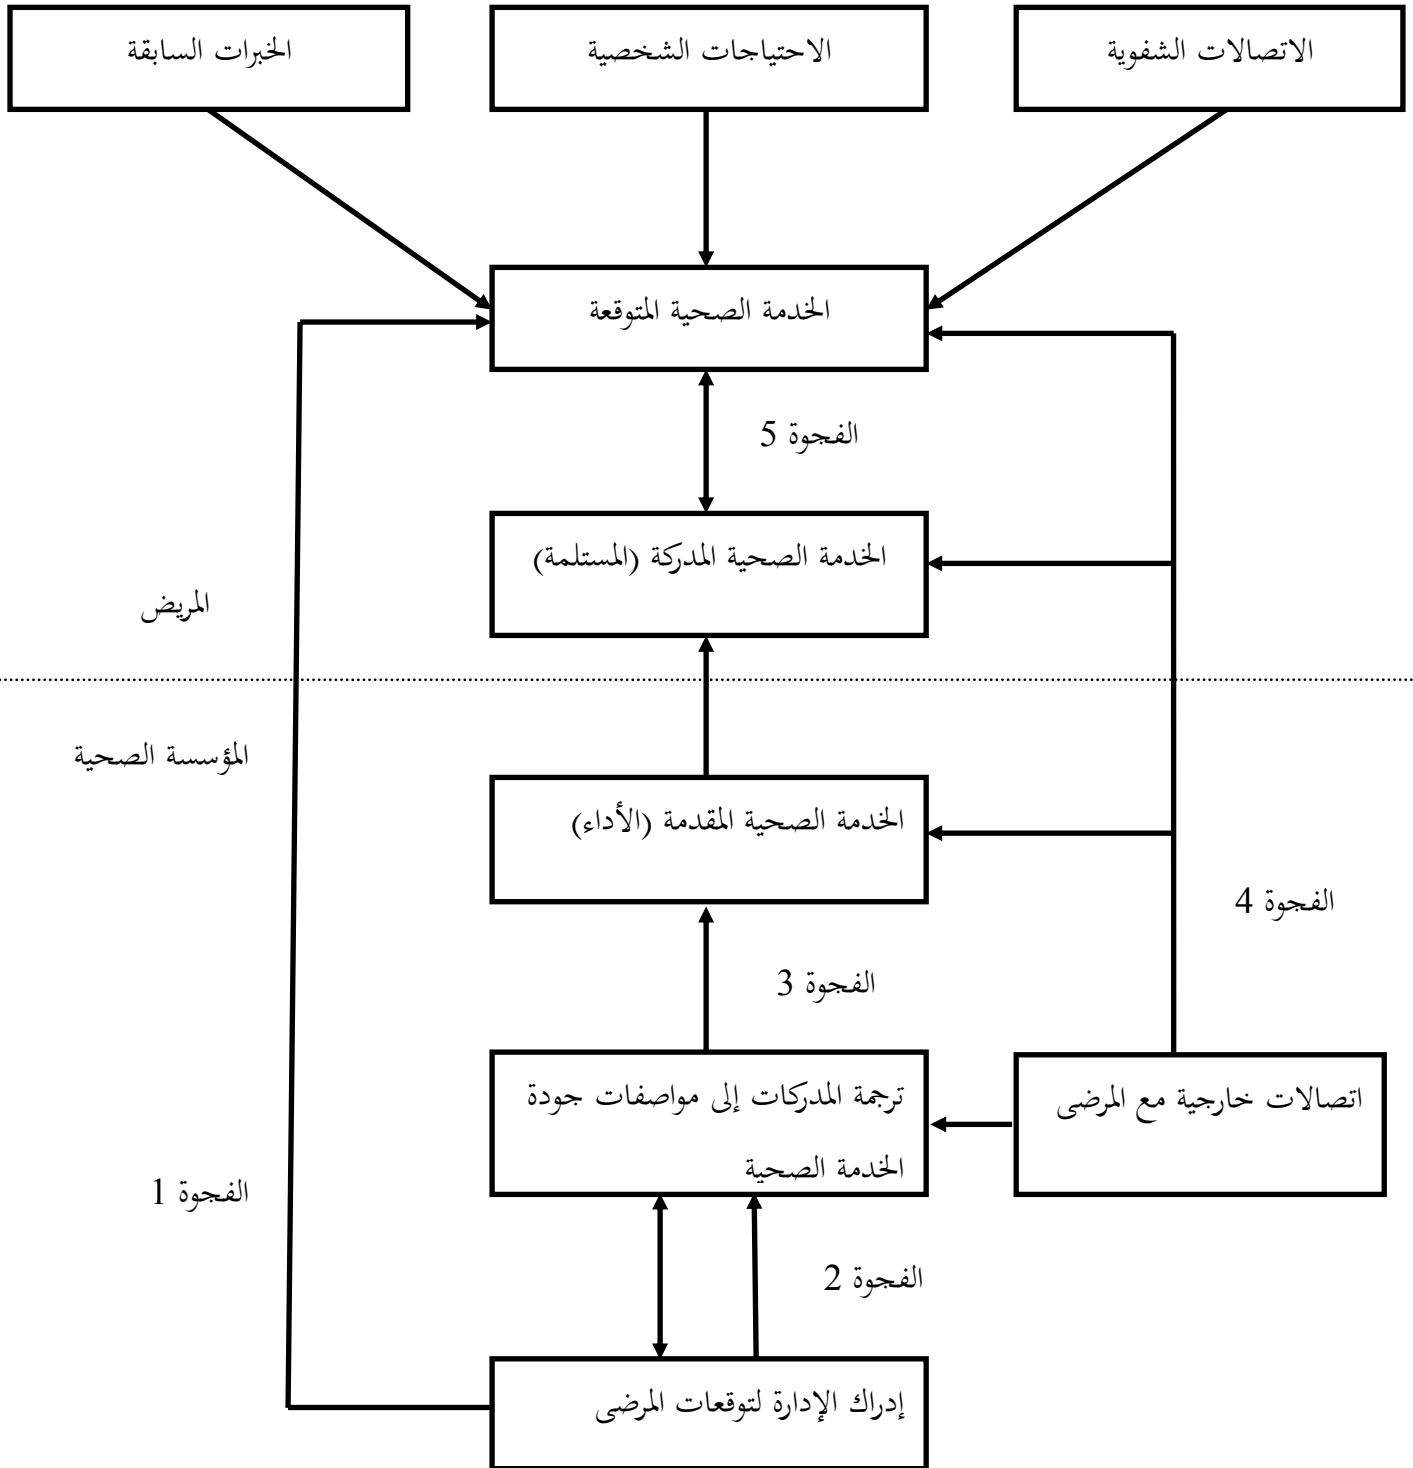 الاتصالات الشفوية
الاحتياجات الشخصية
الخبرات السابقة
الخدمة الصحية المتوقعة
الفجوة 5
الخدمة الصحية المدركة (المستلمة)
المريض
المؤسسة الصحية
الخدمة الصحية المقدمة (الأداء)
الفجوة 4
الفجوة 3
اتصالات خارجية مع المرضى
ترجمة المدركات إلى مواصفات جودة
الخدمة الصحية
الفجوة 1
الفجوة 2
إدراك الإدارة لتوقعات المرضى